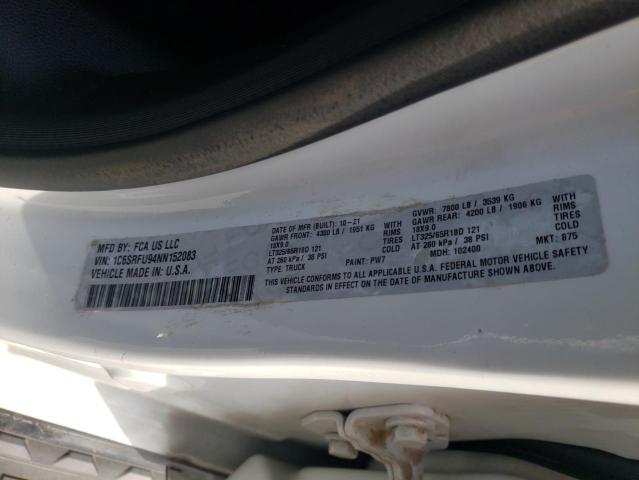 MFD BY: FCA US LLC
VIN: 1C6SRFU94NN152083
VEHICLE MADE IN U.S.A.
DATE OF MFR (BUILT): 10-21
GAWR FRONT: 4300 LB / 1951 KG WITH
18X9.0 RIMS
LT325/65R18D 121 TIRES
AT 260 kPa / 38 PSI COLD
TYPE: TRUCK PAINT: PW7
GVWR: 7800 LB / 3539 KG
GAWR REAR: 4200 LB / 1906 KG WITH
18X9.0 RIMS
LT325/65R18D 121 TIRES
AT 260 kPa / 38 PSI COLD
MDH: 102400 MKT: 875
THIS VEHICLE CONFORMS TO ALL APPLICABLE U.S.A. FEDERAL MOTOR VEHICLE SAFETY
STANDARDS IN EFFECT ON THE DATE OF MANUFACTURE SHOWN ABOVE.